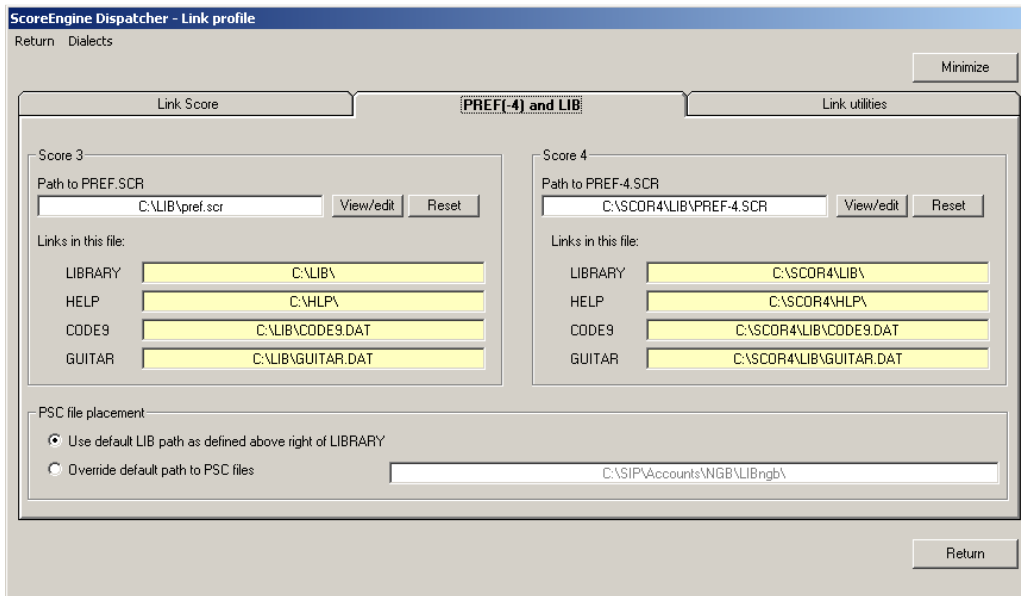 ScoreEngine Dispatcher - Link profile
Return Dialects
Minimize
Link Score PREF(-4) and LIB Link utilities
Score 3
Path to PREF.SCR
C:\LIB\pref.scr View/edit Reset
Links in this file:
LIBRARY C:\LIB\
HELP C:\HLP\
CODE9 C:\LIB\CODE9.DAT
GUITAR C:\LIB\GUITAR.DAT
Score 4
Path to PREF-4.SCR
C:\SCOR4\LIB\PREF-4.SCR View/edit Reset
Links in this file:
LIBRARY C:\SCOR4\LIB\
HELP C:\SCOR4\HLP\
CODE9 C:\SCOR4\LIB\CODE9.DAT
GUITAR C:\SCOR4\LIB\GUITAR.DAT
PSC file placement
Use default LIB path as defined above right of LIBRARY
Override default path to PSC files C:\SIP\Accounts\NGB\LIBngb\
Return